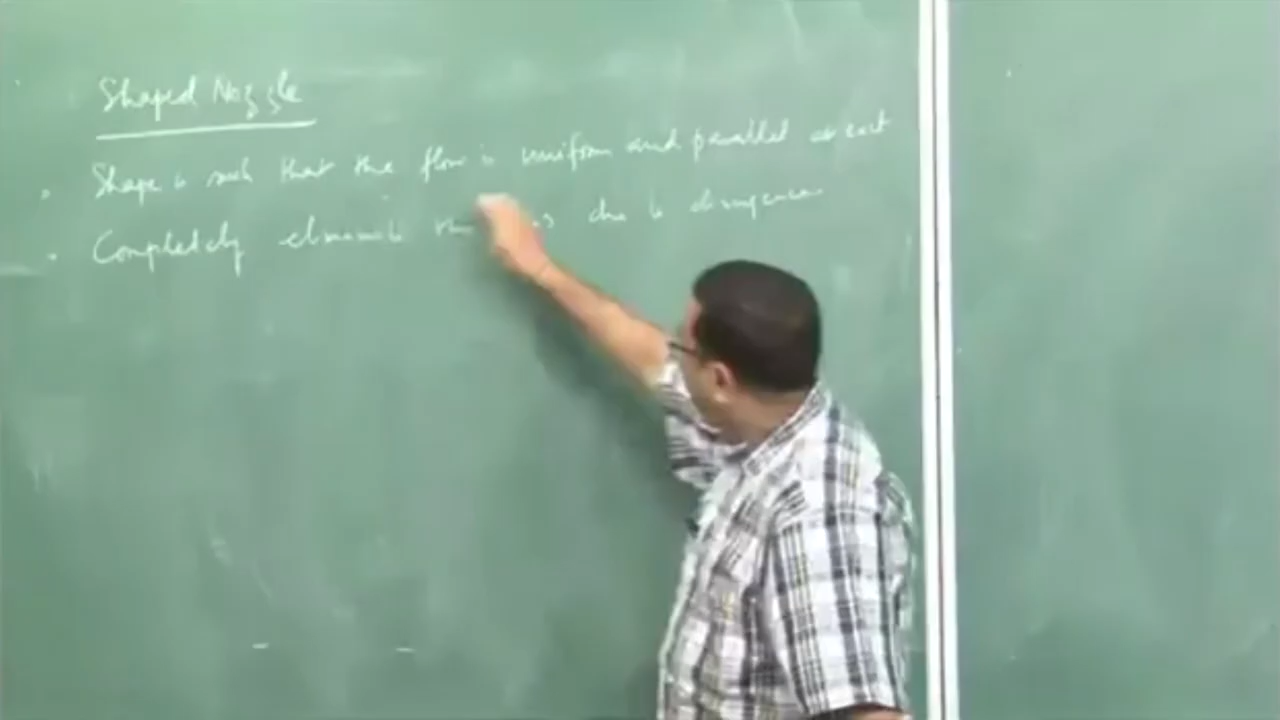 Shaped Nozzle
• Shape is such that the flow is uniform and parallel at exit
• Completely eliminate the due to divergence